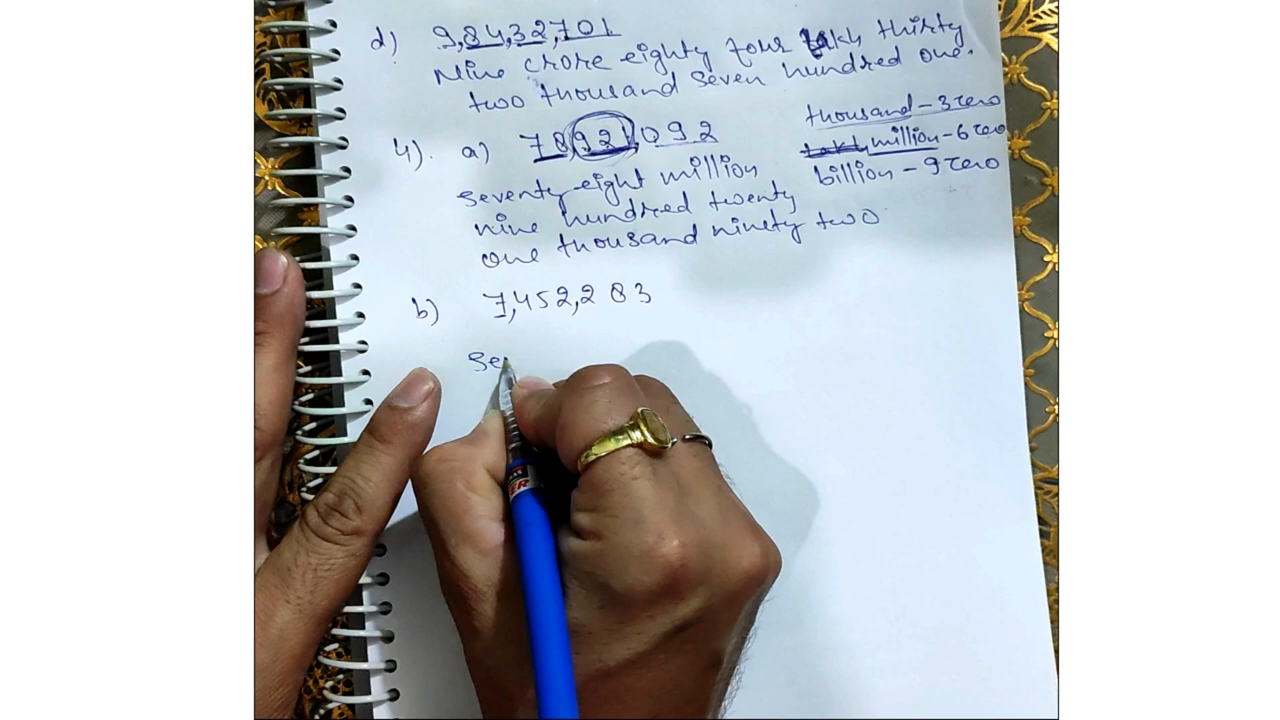 d) 9,84,32,701
Nine crore eighty four lakh thirty
two thousand seven hundred one.
thousand - 3 zero
4). a) 78,921,092
lakh million - 6 zero
billion - 9 zero
seventy-eight million
nine hundred twenty
one thousand ninety two
b) 7,452,283
Se
ER